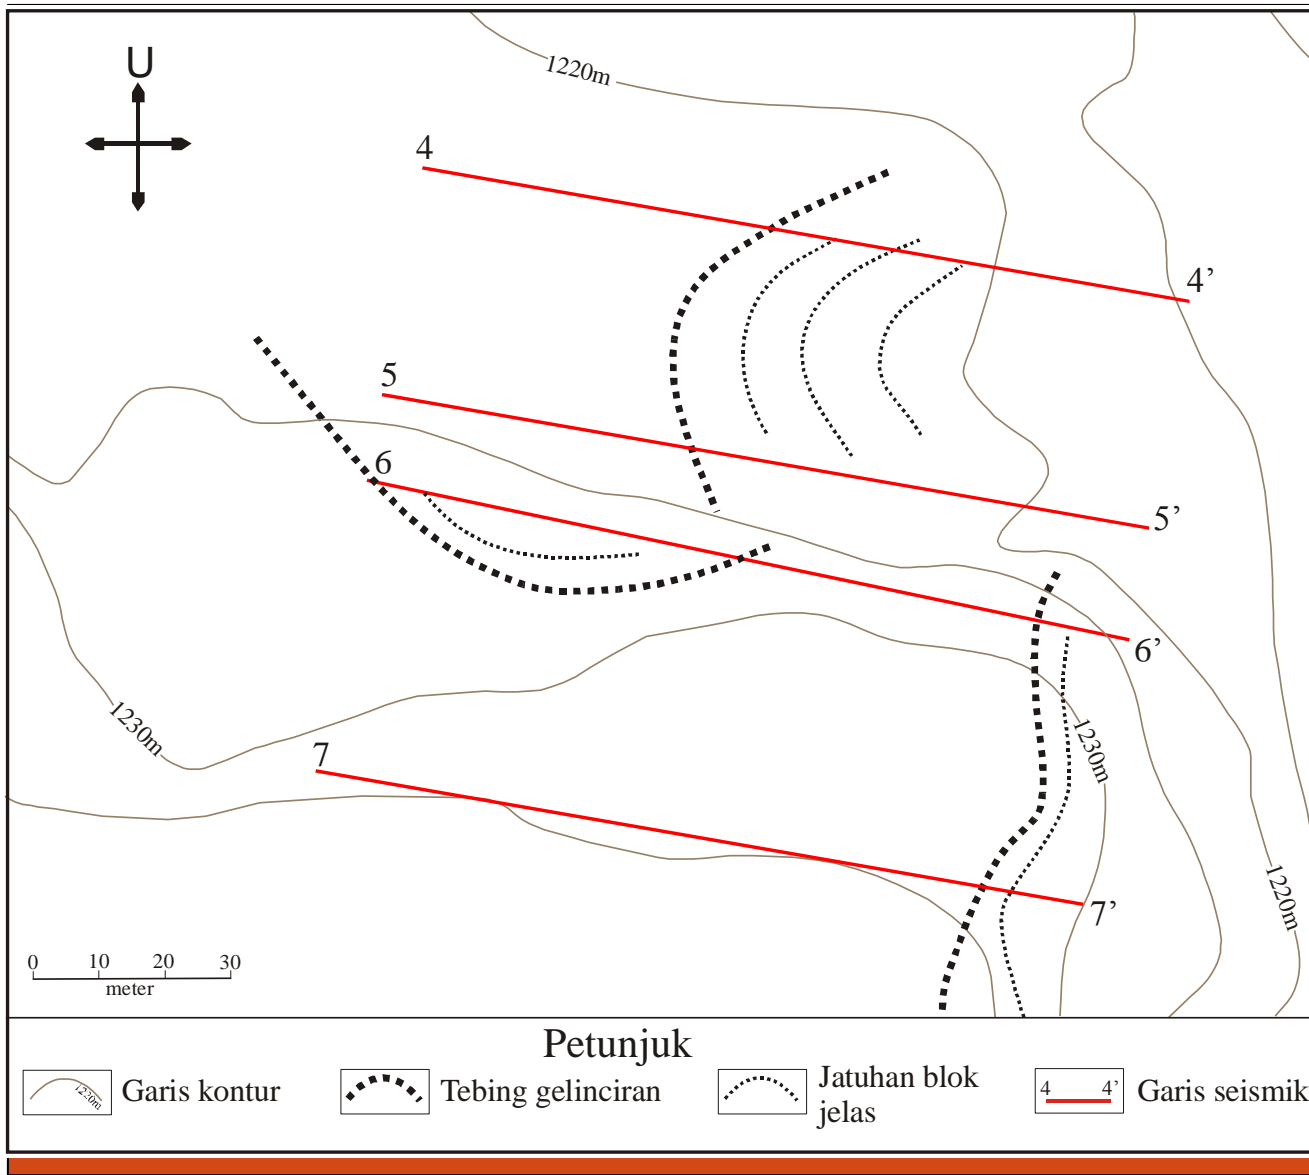 U
1220m
4
4’
5
6
5’
6’
1230m
7
1230m
7’
1220m
0 10 20 30
meter
Petunjuk
1220m
Garis kontur
Tebing gelinciran
Jatuhan blok
jelas
4 4’
Garis seismik